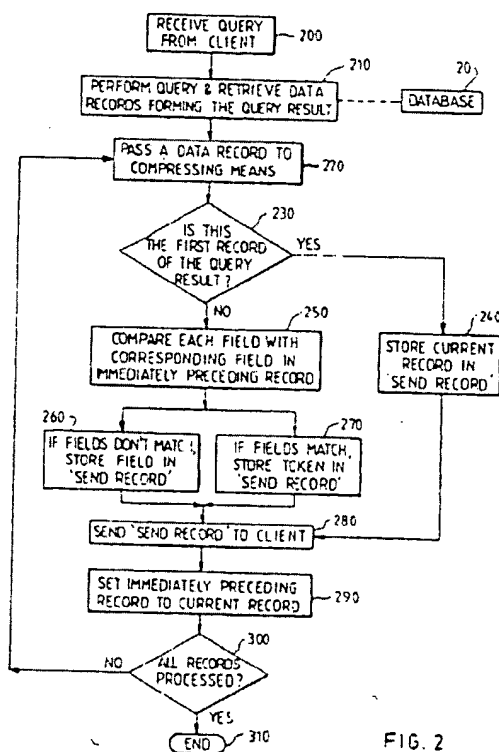 RECEIVE QUERY
FROM CLIENT
200
210
PERFORM QUERY & RETRIEVE DATA
RECORDS FORMING THE QUERY RESULT
20
DATABASE
PASS A DATA RECORD TO
COMPRESSING MEANS
220
230
IS THIS
THE FIRST RECORD
OF THE QUERY
RESULT ?
YES
NO
250
COMPARE EACH FIELD WITH
CORRESPONDING FIELD IN
IMMEDIATELY PRECEDING RECORD
240
STORE CURRENT
RECORD IN
'SEND RECORD'
260
IF FIELDS DON'T MATCH,
STORE FIELD IN
'SEND RECORD'
270
IF FIELDS MATCH,
STORE TOKEN IN
'SEND RECORD'
280
SEND 'SEND RECORD' TO CLIENT
SET IMMEDIATELY PRECEDING
RECORD TO CURRENT RECORD
290
300
NO
ALL RECORDS
PROCESSED?
YES
END
310
FIG. 2